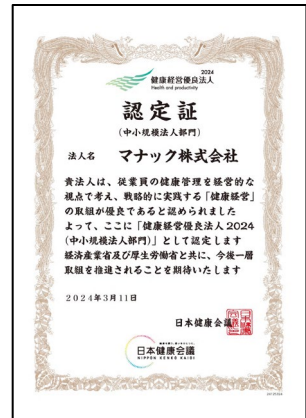 2024
健康経営優良法人
Health and productivity
認定証
(中小規模法人部門)
法人名 マナック株式会社
貴法人は、従業員の健康管理を経営的な
視点で考え、戦略的に実践する「健康経営」
の取組が優良であると認められました
よって、ここに「健康経営優良法人2024
(中小規模法人部門)」として認定します
経済産業省及び厚生労働省と共に、今後一層
取組を推進されることを期待いたします
2024年3月11日
日本健康会議
日本健康会議
NIPPON KENKO KAIGI